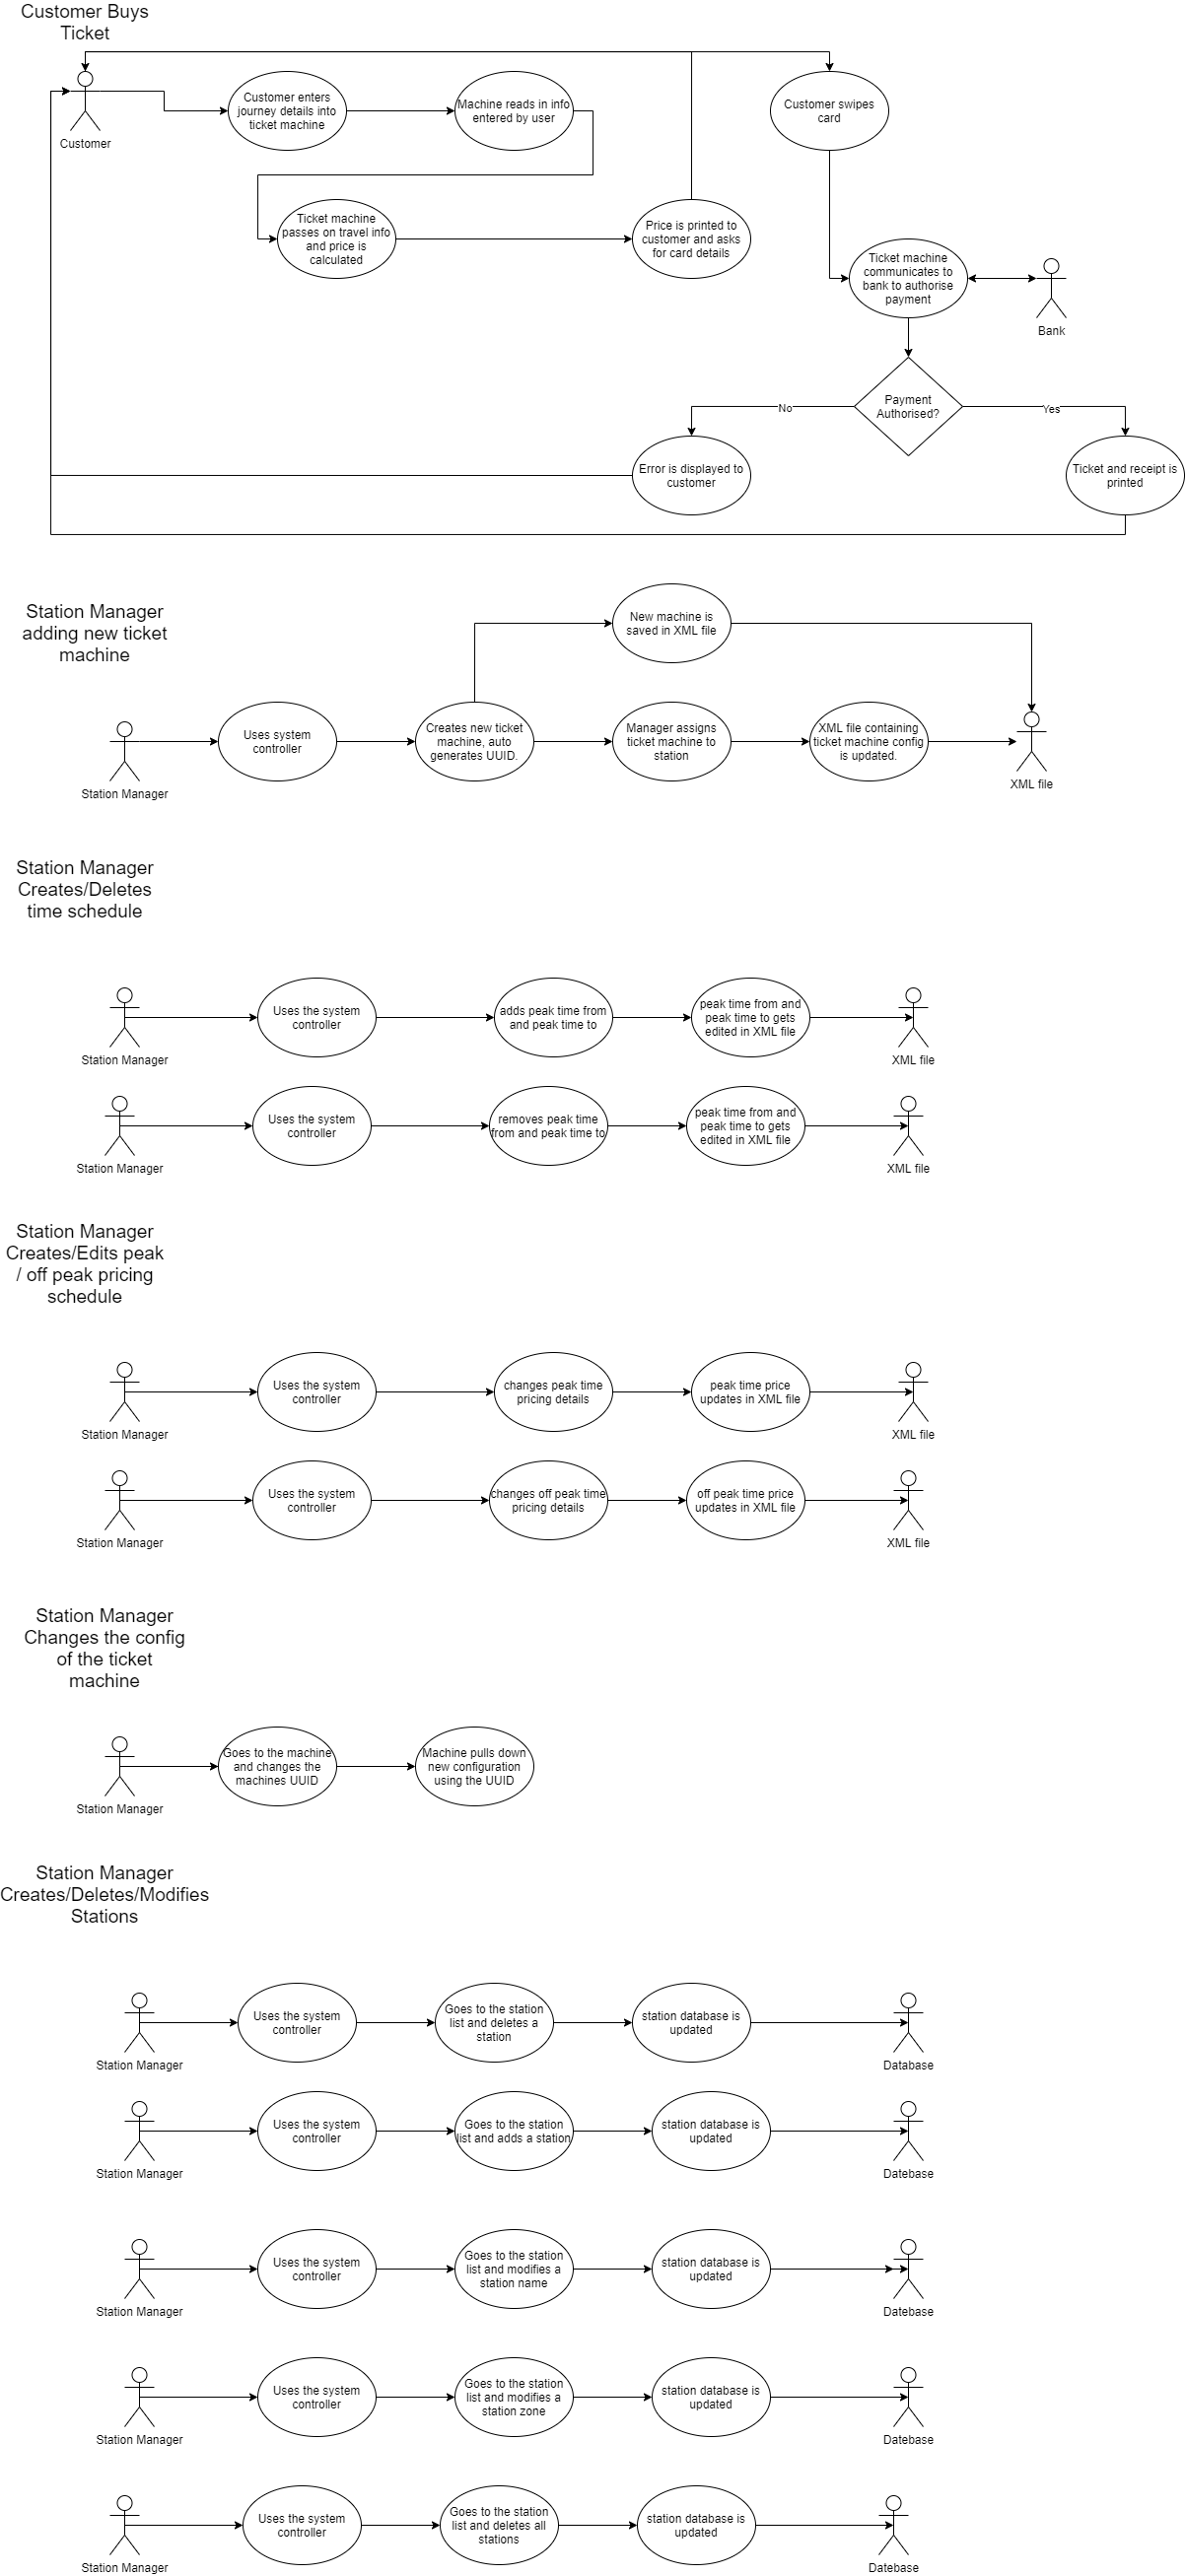 Customer Buys
Ticket
Customer
Customer enters
journey details into
ticket machine
Machine reads in info
entered by user
Customer swipes
card
Ticket machine
passes on travel info
and price is
calculated
Price is printed to
customer and asks
for card details
Ticket machine
communicates to
bank to authorise
payment
Bank
Payment
Authorised?
No
Yes
Error is displayed to
customer
Ticket and receipt is
printed
Station Manager
adding new ticket
machine
New machine is
saved in XML file
Station Manager
Uses system
controller
Creates new ticket
machine, auto
generates UUID.
Manager assigns
ticket machine to
station
XML file containing
ticket machine config
is updated.
XML file
Station Manager
Creates/Deletes
time schedule
Station Manager
Uses the system
controller
adds peak time from
and peak time to
peak time from and
peak time to gets
edited in XML file
XML file
Station Manager
Uses the system
controller
removes peak time
from and peak time to
peak time from and
peak time to gets
edited in XML file
XML file
Station Manager
Creates/Edits peak
/ off peak pricing
schedule
Station Manager
Uses the system
controller
changes peak time
pricing details
peak time price
updates in XML file
XML file
Station Manager
Uses the system
controller
changes off peak time
pricing details
off peak time price
updates in XML file
XML file
Station Manager
Changes the config
of the ticket
machine
Station Manager
Goes to the machine
and changes the
machines UUID
Machine pulls down
new configuration
using the UUID
Station Manager
Creates/Deletes/Modifies
Stations
Station Manager
Uses the system
controller
Goes to the station
list and deletes a
station
station database is
updated
Database
Station Manager
Uses the system
controller
Goes to the station
list and adds a station
station database is
updated
Datebase
Station Manager
Uses the system
controller
Goes to the station
list and modifies a
station name
station database is
updated
Datebase
Station Manager
Uses the system
controller
Goes to the station
list and modifies a
station zone
station database is
updated
Datebase
Station Manager
Uses the system
controller
Goes to the station
list and deletes all
stations
station database is
updated
Datebase